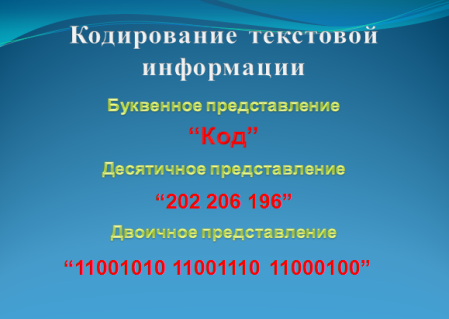 Кодирование текстовой
информации
Буквенное представление
“Код”
Десятичное представление
“202 206 196”
Двоичное представление
“11001010 11001110 11000100”